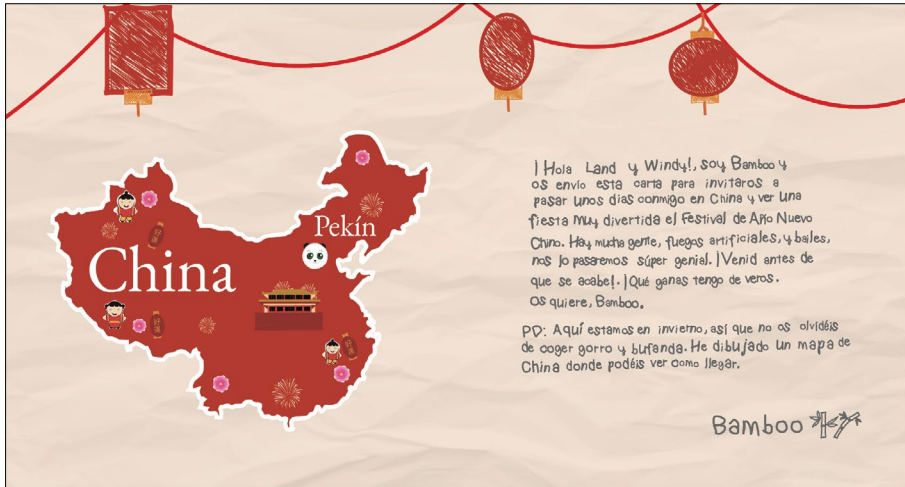 China
Pekín
¡Hola Land y Windy!, soy Bamboo y
os envío esta carta para invitaros a
pasar unos días conmigo en China y ver una
fiesta muy divertida el Festival de Año Nuevo
Chino. Hay mucha gente, fuegos artificiales, y bailes,
nos lo pasaremos súper genial. ¡Venid antes de
que se acabe!. ¡Qué ganas tengo de veros.
os quiere, Bamboo.
PD: Aquí estamos en invierno, así que no os olvidéis
de coger gorro y bufanda. He dibujado un mapa de
China donde podéis ver como llegar.
Bamboo